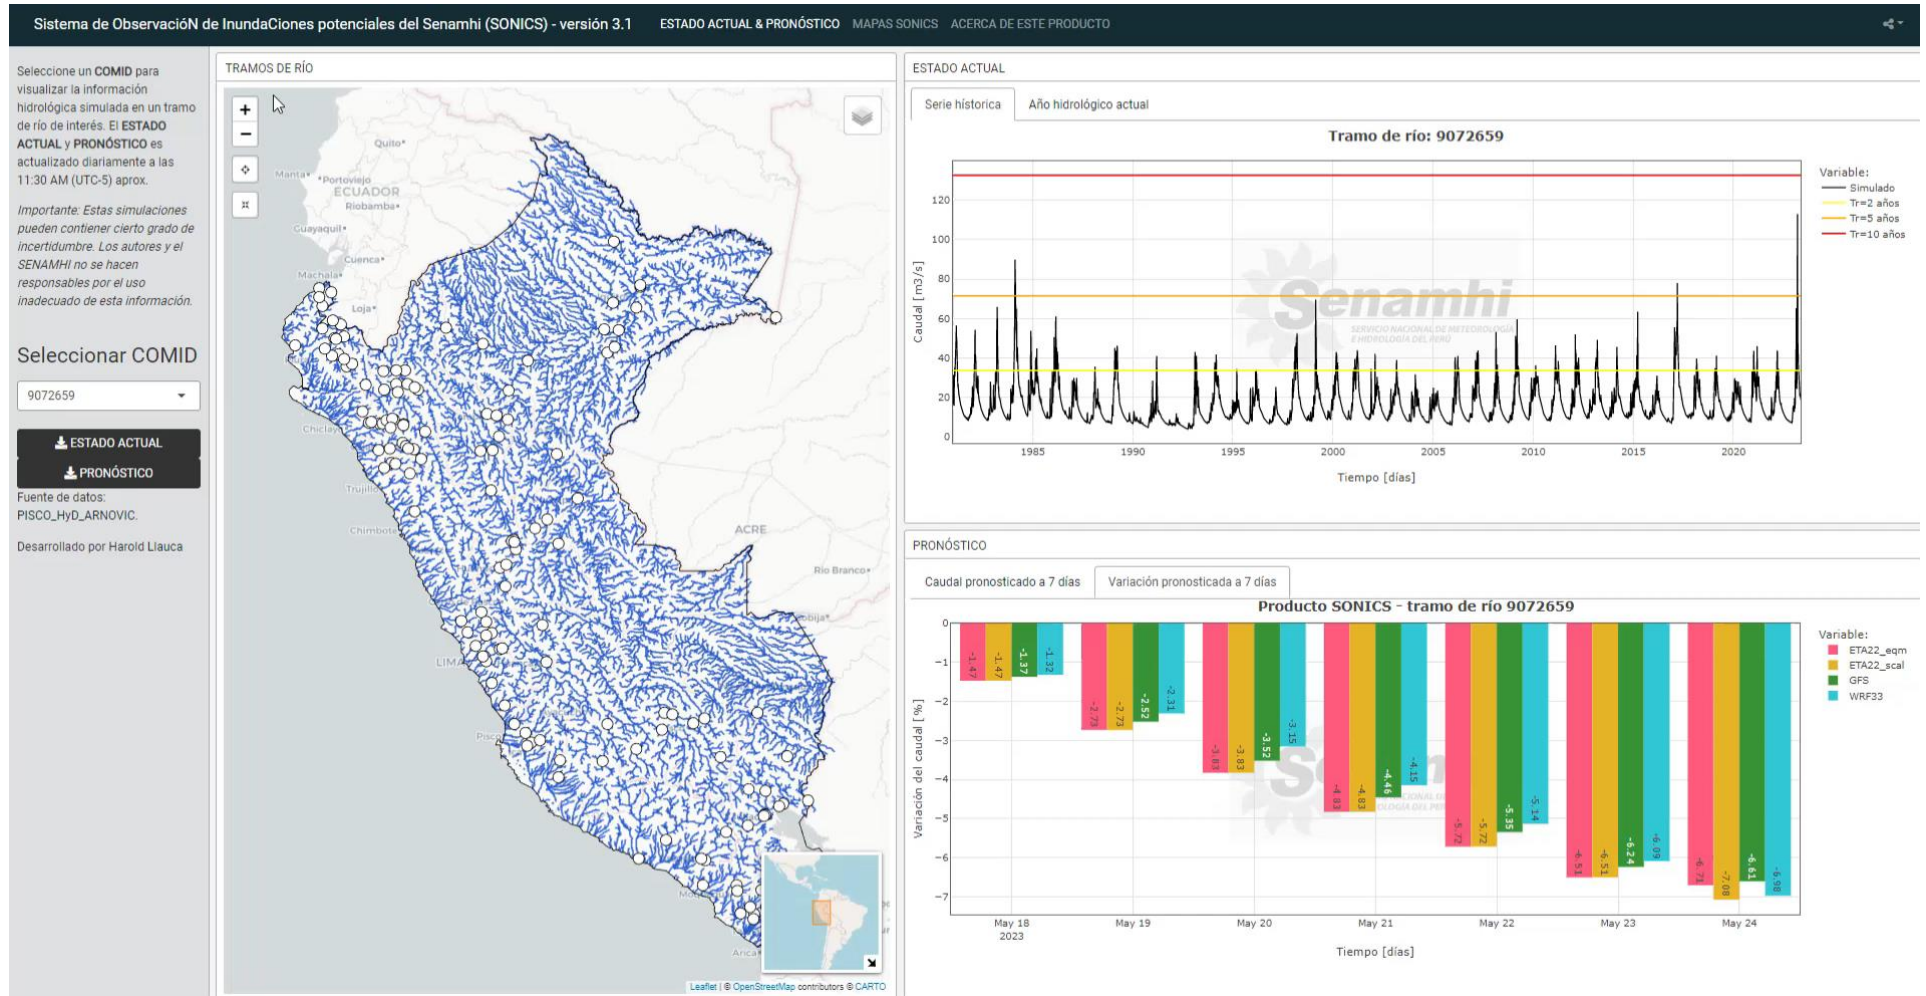 Sistema de ObservacióN de InundaCiones potenciales del Senamhi (SONICS) - versión 3.1
ESTADO ACTUAL & PRONÓSTICO
MAPAS SONICS
ACERCA DE ESTE PRODUCTO
Seleccione un COMID para
visualizar la información
hidrológica simulada en un tramo
de río de interés. El ESTADO
ACTUAL y PRONÓSTICO es
actualizado diariamente a las
11:30 AM (UTC-5) aprox.
Importante: Estas simulaciones
pueden contiener cierto grado de
incertidumbre. Los autores y el
SENAMHI no se hacen
responsables por el uso
inadecuado de esta información.
Seleccionar COMID
9072659
ESTADO ACTUAL
PRONÓSTICO
Fuente de datos:
PISCO_HyD_ARNOVIC.
Desarrollado por Harold Llauca
TRAMOS DE RÍO
+
−
Quito
Manta
Portoviejo
ECUADOR
Riobamba
Guayaquil
Cuenca
Machala
Loja
Chiclay
Trujillo
Chimbote
ACRE
Rio Branco
LIMA
Pisco
Arica
Leaflet | © OpenStreetMap contributors © CARTO
ESTADO ACTUAL
Serie hístorica
Año hidrológico actual
Tramo de río: 9072659
Caudal [m3/s]
120
100
80
60
40
20
0
1985
1990
1995
2000
2005
2010
2015
2020
Tiempo [días]
Variable:
Simulado
Tr=2 años
Tr=5 años
Tr=10 años
Senamhi
SERVICIO NACIONAL DE METEOROLOGÍA
E HIDROLOGÍA DEL PERÚ
PRONÓSTICO
Caudal pronosticado a 7 días
Variación pronosticada a 7 días
Producto SONICS - tramo de río 9072659
Variación del caudal [%]
0
−1
−2
−3
−4
−5
−6
−7
-1.47
-1.47
-1.37
-1.32
-2.73
-2.73
-2.52
-2.31
-3.83
-3.83
-3.52
-3.15
-4.83
-4.83
-4.46
-4.15
-5.72
-5.72
-5.35
-5.14
-6.51
-6.51
-6.24
-6.09
-6.71
-7.08
-6.61
-6.98
May 18
2023
May 19
May 20
May 21
May 22
May 23
May 24
Tiempo [días]
Variable:
ETA22_eqm
ETA22_scal
GFS
WRF33